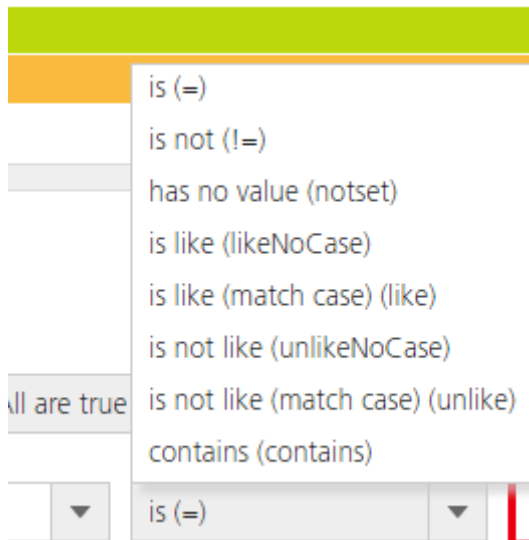 is (=)
is not (!=)
has no value (notset)
is like (likeNoCase)
is like (match case) (like)
is not like (unlikeNoCase)
is not like (match case) (unlike)
contains (contains)
All are true
is (=)